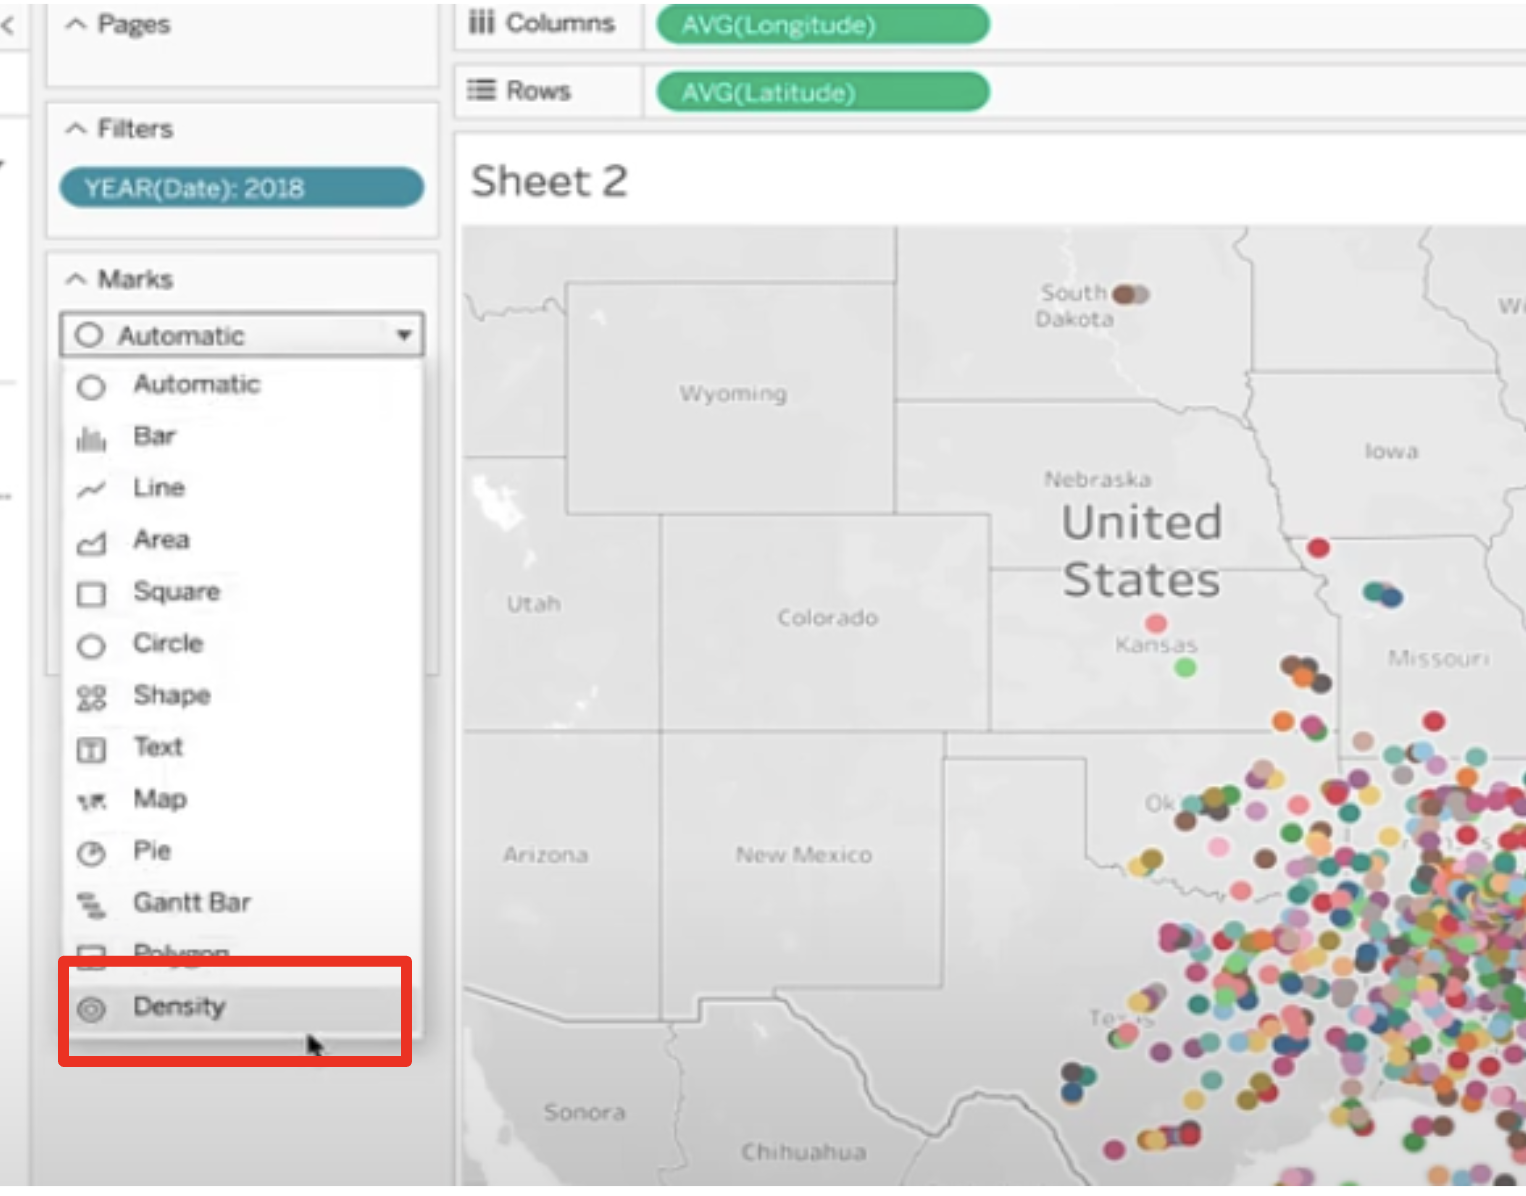 Pages
Columns
AVG(Longitude)
Rows
AVG(Latitude)
Filters
YEAR(Date): 2018
Sheet 2
Marks
Automatic
Automatic
Bar
Line
Area
Square
Circle
Shape
Text
Map
Pie
Gantt Bar
Polygon
Density
South
Dakota
Wyoming
Iowa
Nebraska
United
States
Utah
Colorado
Kansas
Missouri
Ok
Arizona
New Mexico
Sonora
Chihuahua